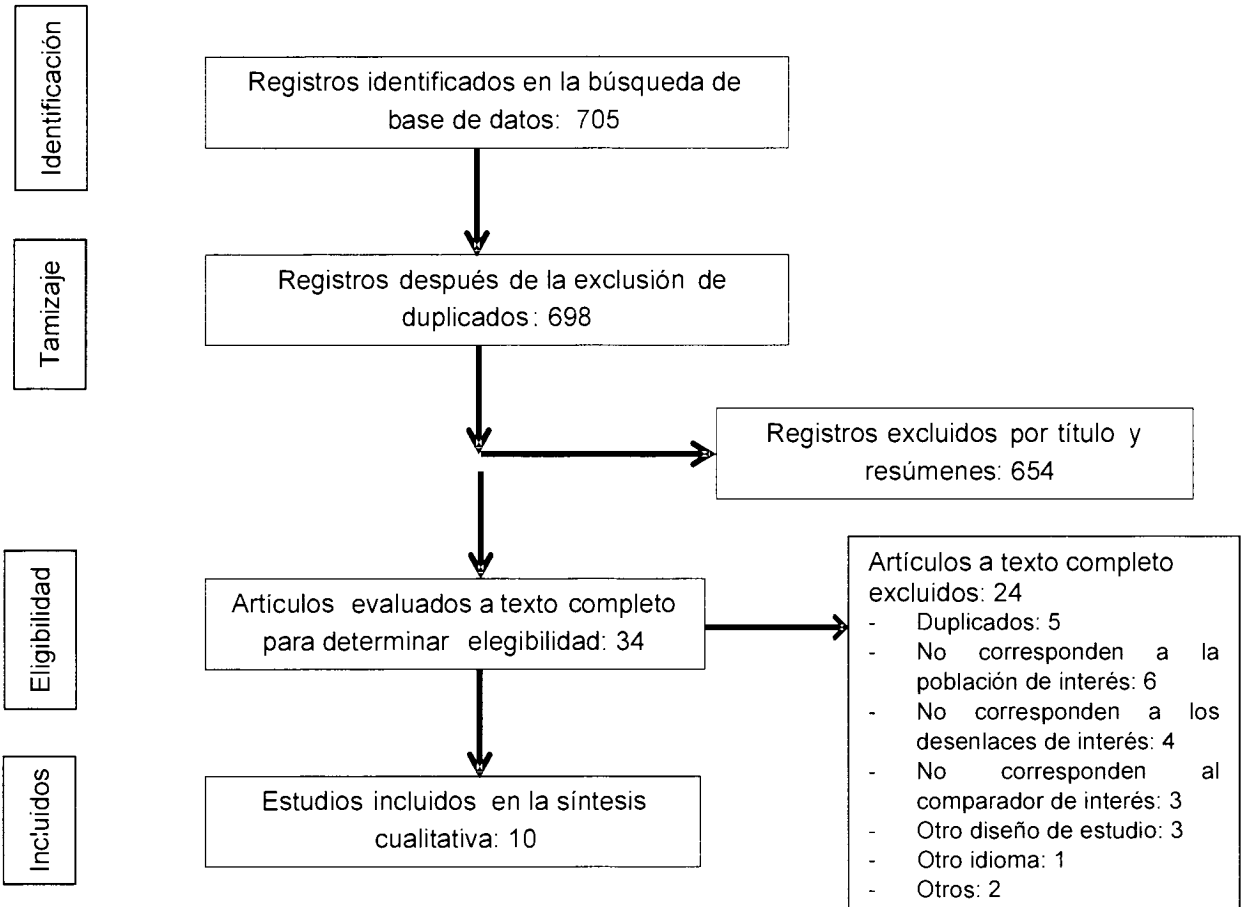 Identificación
Registros identificados en la búsqueda de
base de datos: 705
Tamizaje
Registros después de la exclusión de
duplicados: 698
Registros excluidos por título y
resúmenes: 654
Eligibilidad
Artículos evaluados a texto completo
para determinar elegibilidad: 34
Artículos a texto completo
excluidos: 24
- Duplicados: 5
- No corresponden a la
población de interés: 6
- No corresponden a los
desenlaces de interés: 4
- No corresponden al
comparador de interés: 3
- Otro diseño de estudio: 3
- Otro idioma: 1
- Otros: 2
Incluidos
Estudios incluidos en la síntesis
cualitativa: 10